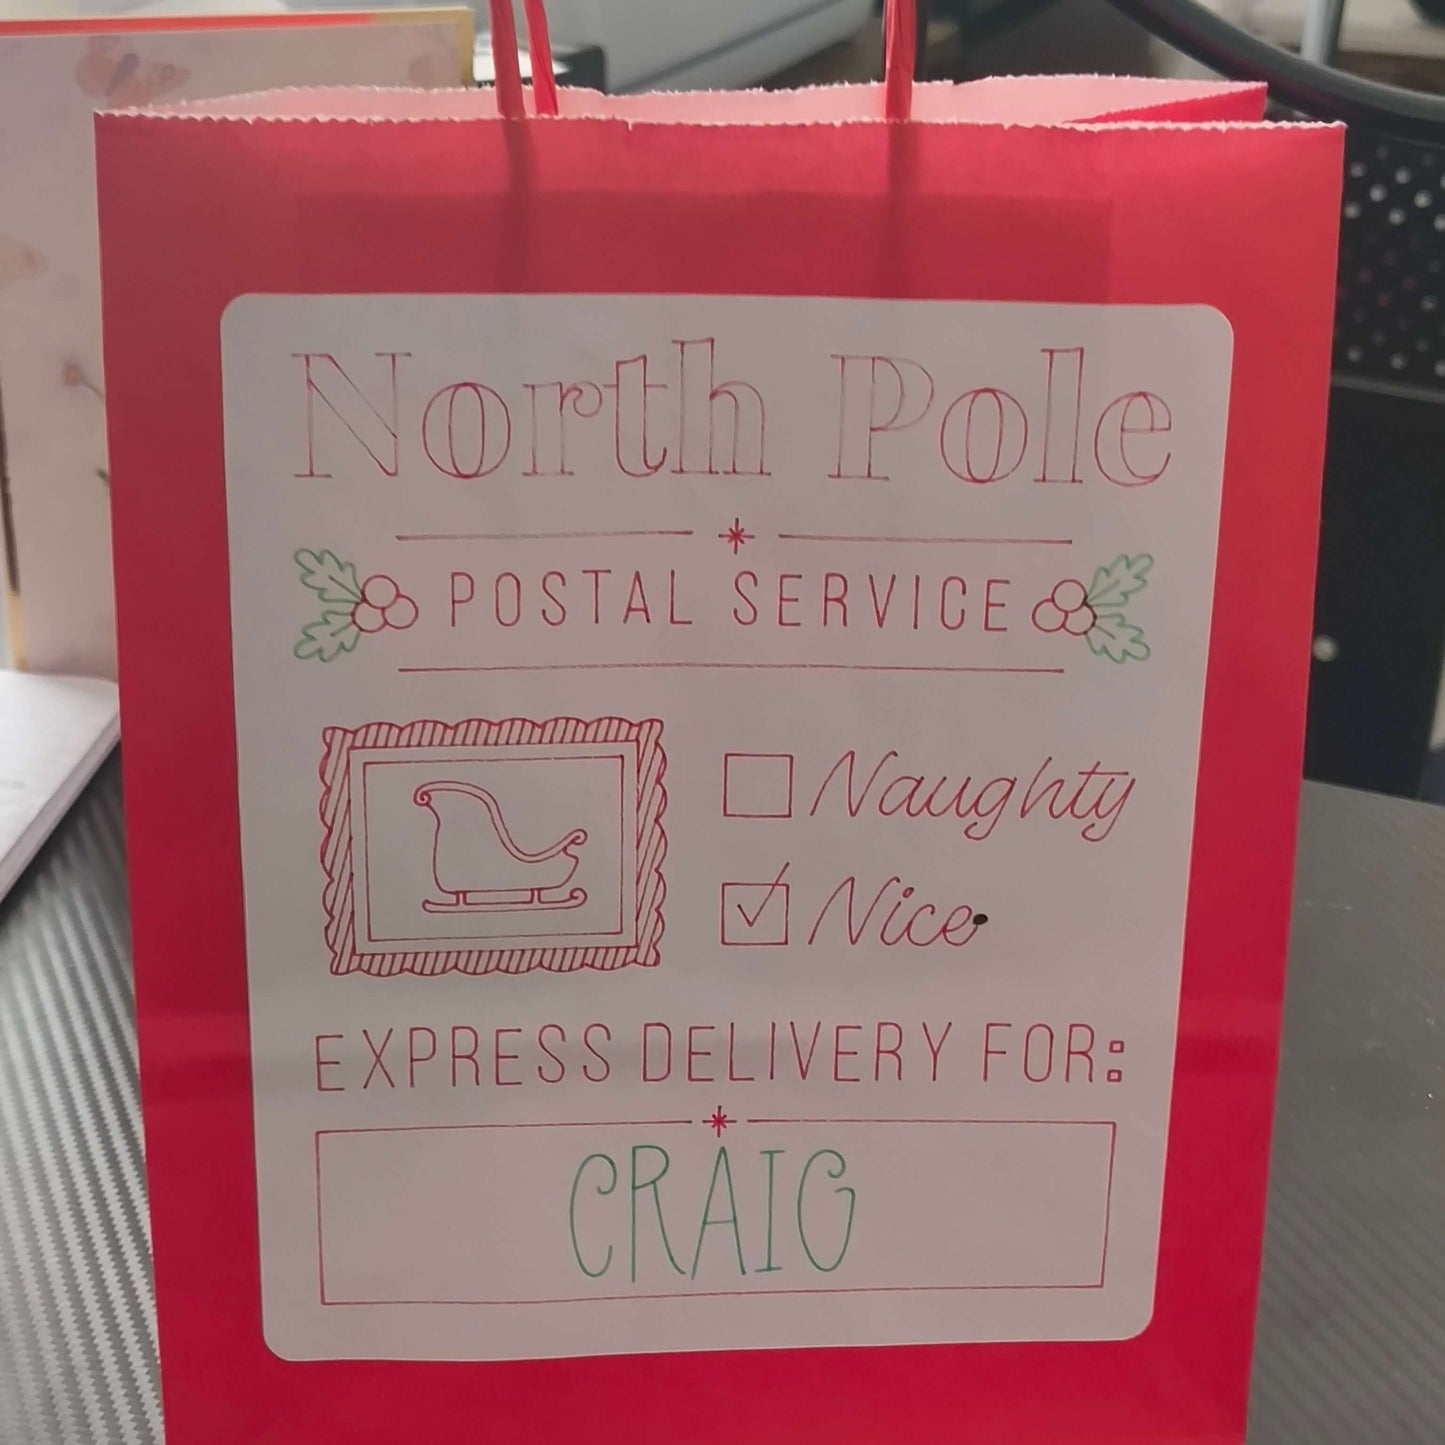 North Pole
POSTAL SERVICE
Naughty
Nice
EXPRESS DELIVERY FOR:
CRAIG